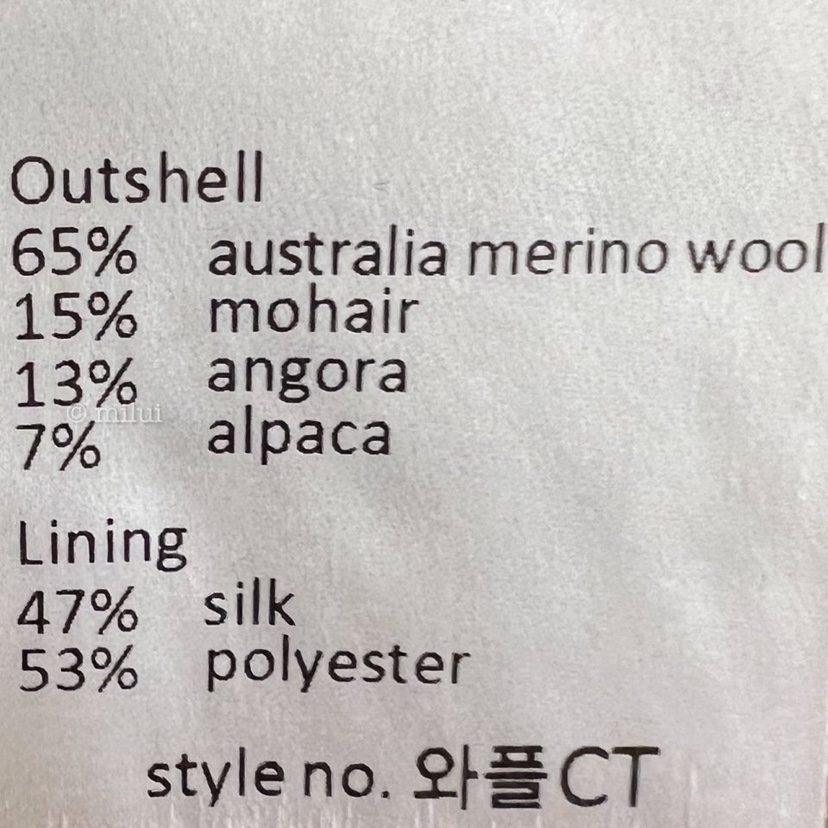 Outshell
65% australia merino wool
15% mohair
13% angora
© milui
7% alpaca
Lining
47% silk
53% polyester
style no. 와플CT